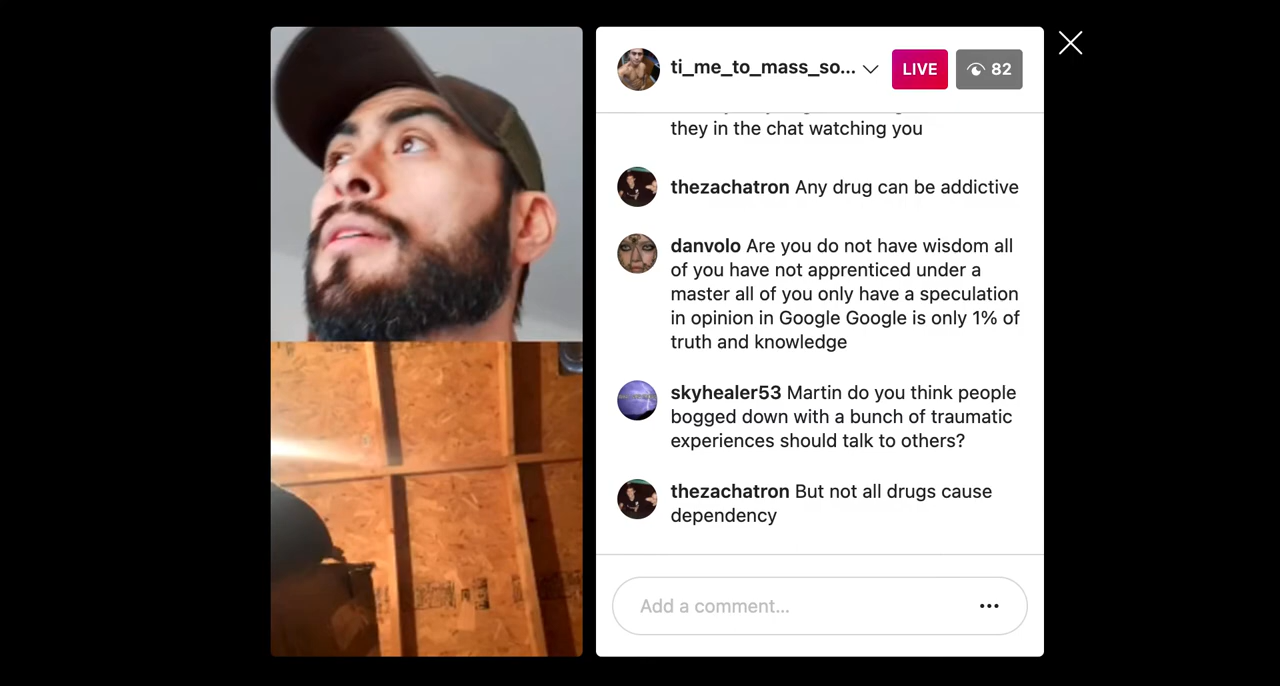 ti_me_to_mass_so...
LIVE
82
they in the chat watching you
thezachatron Any drug can be addictive
danvolo Are you do not have wisdom all
of you have not apprenticed under a
master all of you only have a speculation
in opinion in Google Google is only 1% of
truth and knowledge
skyhealer53 Martin do you think people
bogged down with a bunch of traumatic
experiences should talk to others?
thezachatron But not all drugs cause
dependency
Add a comment...